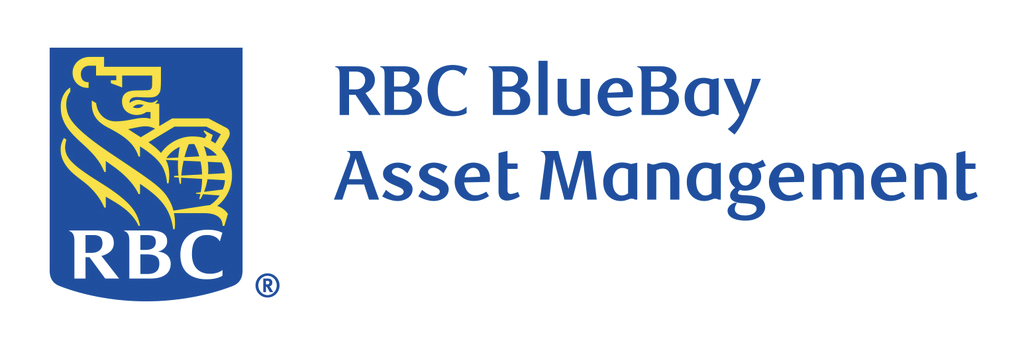 RBC
®
RBC BlueBay
Asset Management